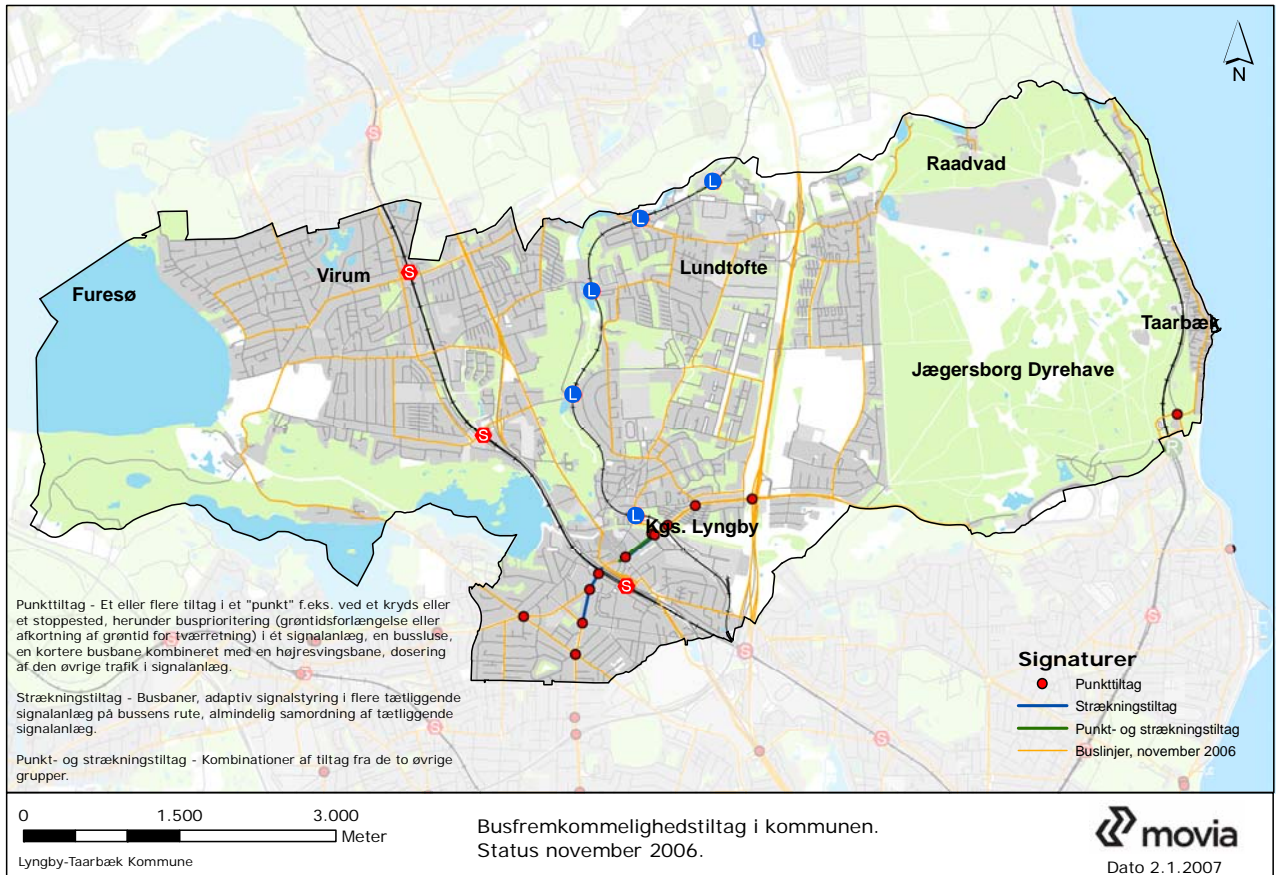 N
Raadvad
Virum
Lundtofte
Furesø
Taarbæk
Jægersborg Dyrehave
Kgs. Lyngby
L
L
L
L
L
S
S
S
S
S
S
S
S
S
S
L
Punkttiltag - Et eller flere tiltag i et "punkt" f.eks. ved et kryds eller
et stoppested, herunder busprioritering (grøntidsforlængelse eller
afkortning af grøntid for tværretning) i ét signalanlæg, en bussluse,
en kortere busbane kombineret med en højresvingsbane, dosering
af den øvrige trafik i signalanlæg.
Strækningstiltag - Busbaner, adaptiv signalstyring i flere tætliggende
signalanlæg på bussens rute, almindelig samordning af tætliggende
signalanlæg.
Punkt- og strækningstiltag - Kombinationer af tiltag fra de to øvrige
grupper.
Signaturer
Punkttiltag
Strækningstiltag
Punkt- og strækningstiltag
Buslinjer, november 2006
0 1.500 3.000
Meter
Lyngby-Taarbæk Kommune
Busfremkommelighedstiltag i kommunen.
Status november 2006.
movia
Dato 2.1.2007